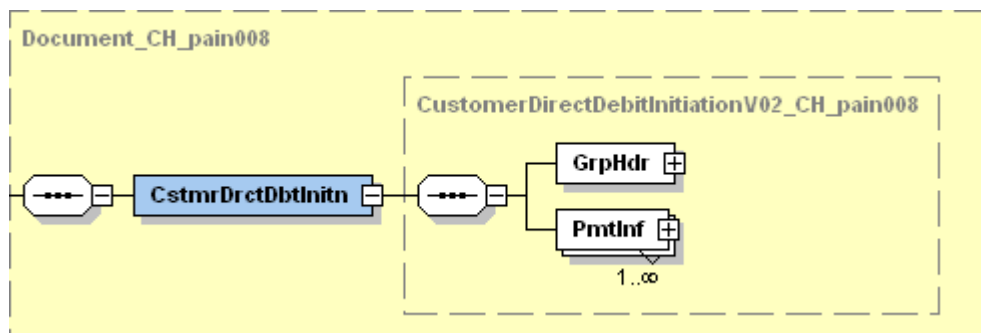 Document_CH_pain008
CustomerDirectDebitInitiationV02_CH_pain008
GrpHdr
CstmrDrctDbtInitn
PmtInf
1..∞